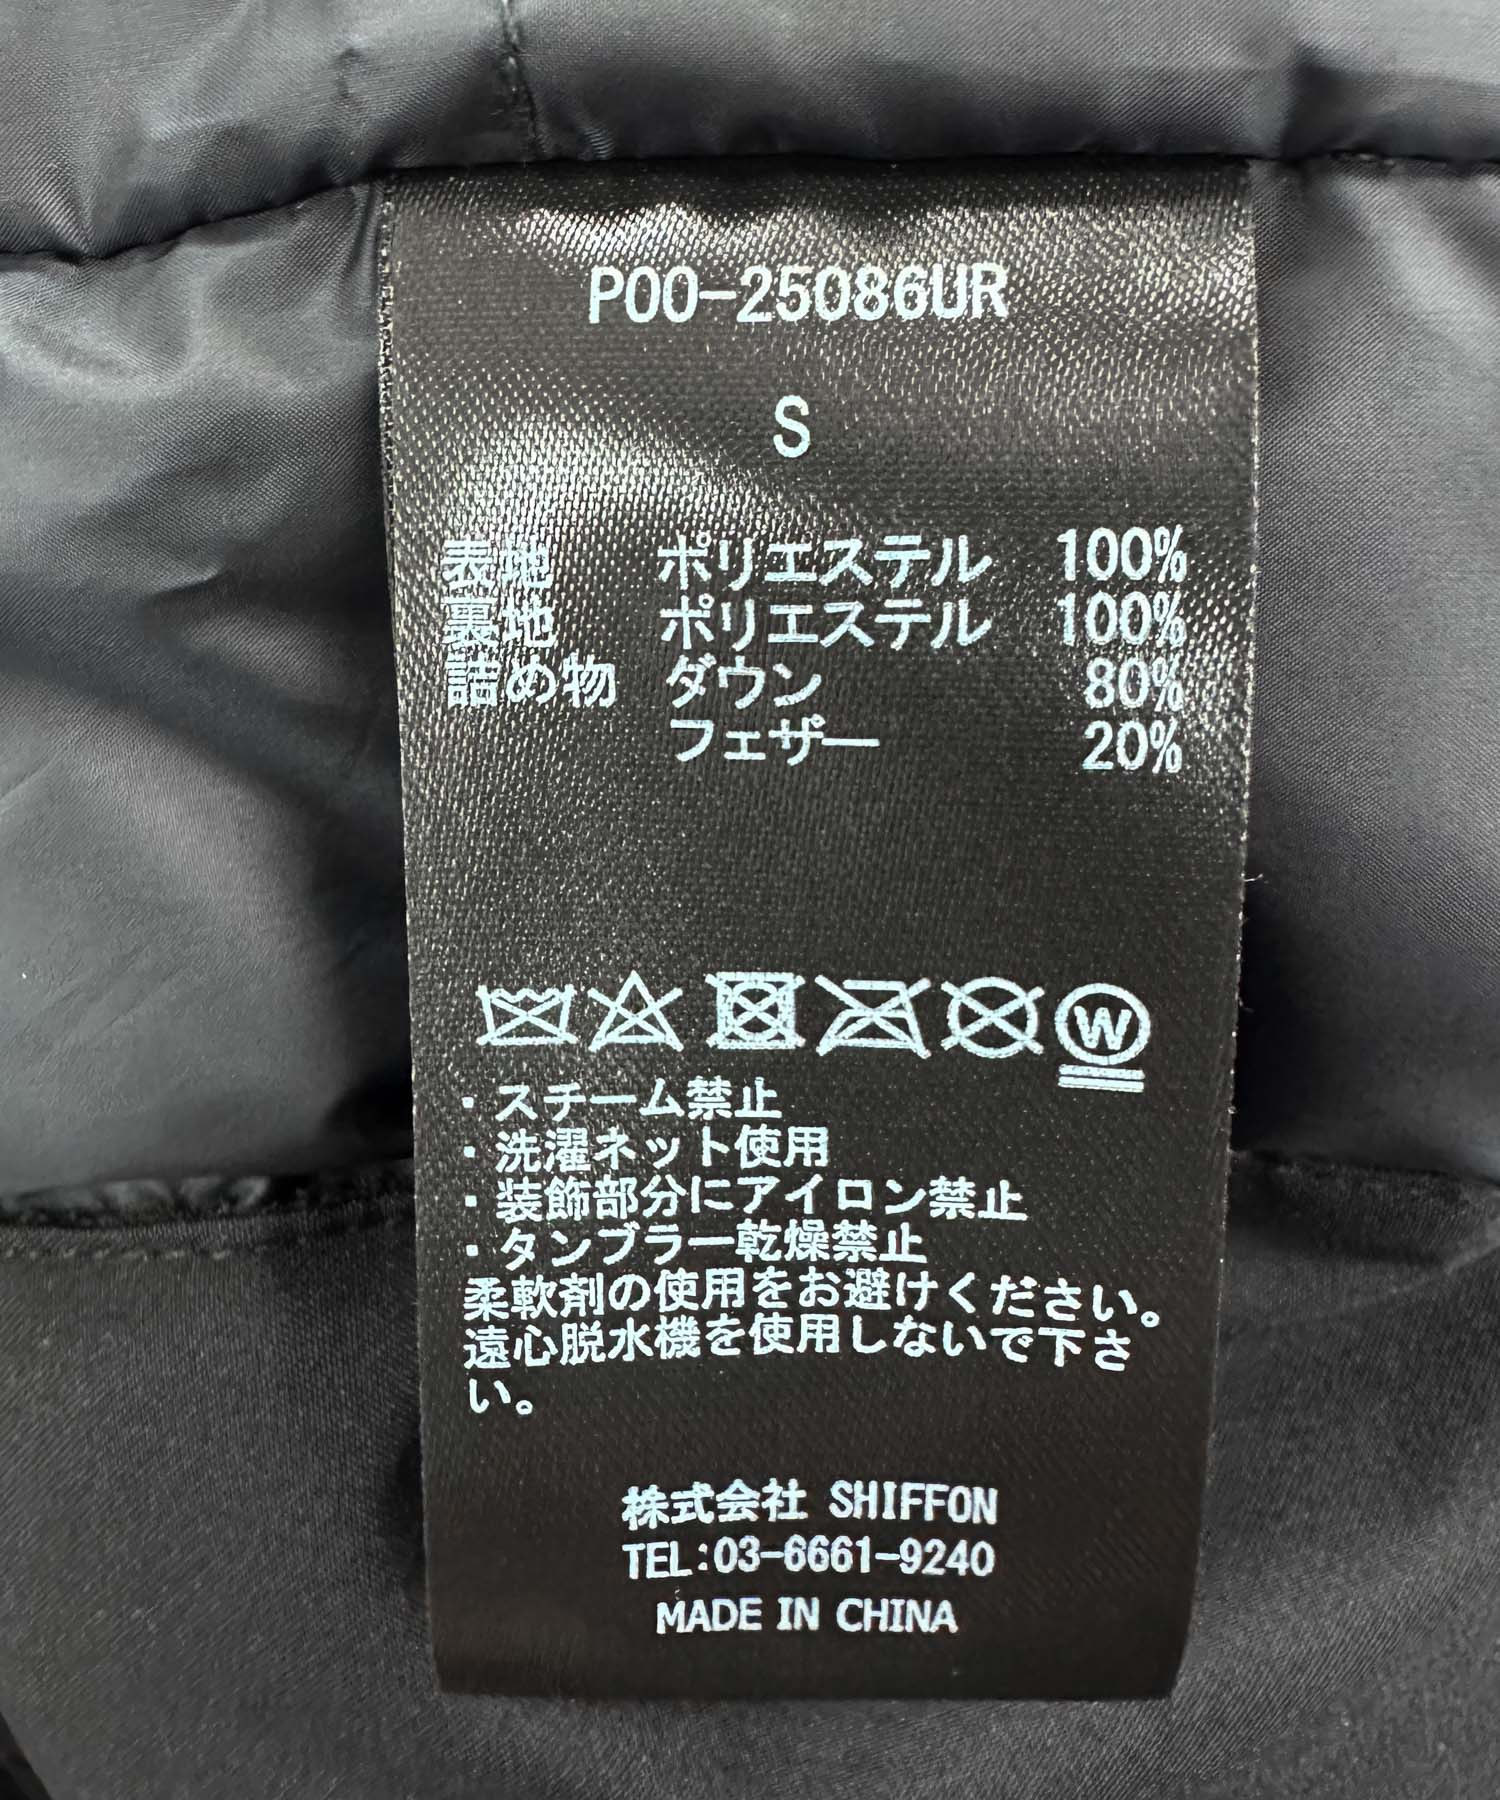 P00-25086UR
S
表地 ポリエステル 100%
裏地 ポリエステル 100%
詰め物 ダウン 80%
フェザー 20%
W
・スチーム禁止
・洗濯ネット使用
・装飾部分にアイロン禁止
・タンブラー乾燥禁止
柔軟剤の使用をお避けください。
遠心脱水機を使用しないで下さ
い。
株式会社 SHIFFON
TEL:03-6661-9240
MADE IN CHINA